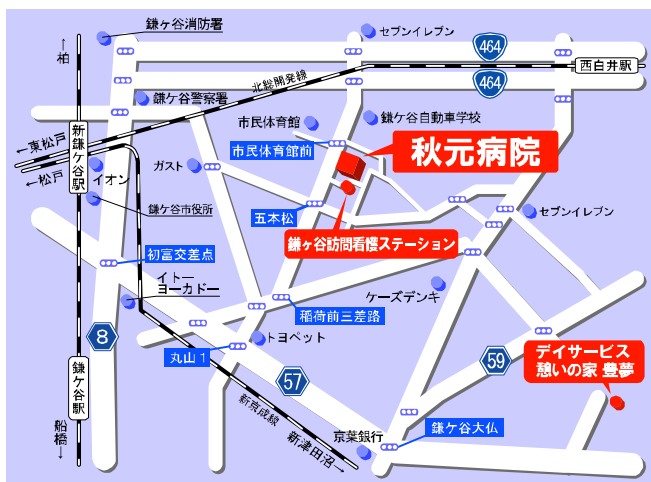 鎌ヶ谷消防署
セブンイレブン
464
↑柏
西白井駅
北総開発線
464
鎌ケ谷警察署
市民体育館
鎌ヶ谷自動車学校
新鎌ケ谷駅
←東松戸
市民体育館前
秋元病院
←松戸
イオン
ガスト
鎌ケ谷市役所
五本松
セブンイレブン
鎌ヶ谷訪問看護ステーション
初富交差点
イトー
ヨーカドー
ケーズデンキ
稲荷前三差路
8
トヨペット
丸山1
デイサービス
憩いの家 豊夢
59
57
鎌ケ谷駅
新京成線
京葉銀行
鎌ケ谷大仏
船橋↓
新津田沼→